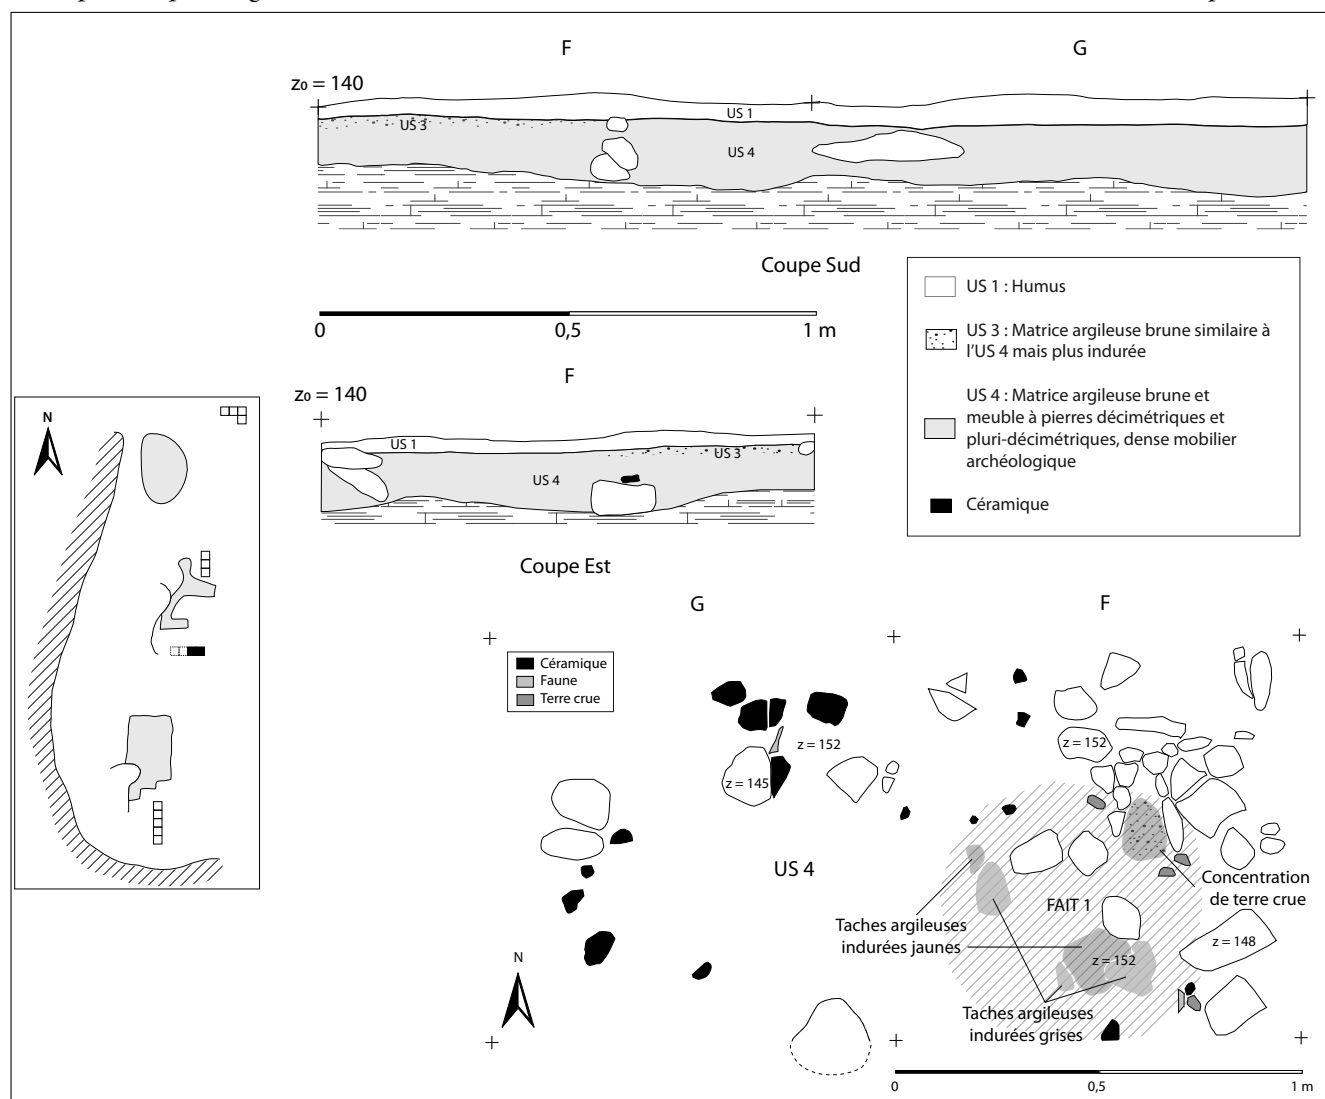 F
G
z₀ = 140
US 1
US 3
US 4
Coupe Sud
0
0,5
1 m
US 1 : Humus
US 3 : Matrice argileuse brune similaire à
l'US 4 mais plus indurée
US 4 : Matrice argileuse brune et
meuble à pierres décimétriques et
pluri-décimétriques, dense mobilier
archéologique
Céramique
F
z₀ = 140
US 1
US 3
US 4
Coupe Est
N
G
F
Céramique
Faune
Terre crue
z = 152
z = 152
z = 145
US 4
Concentration
de terre crue
FAIT 1
Taches argileuses
indurées jaunes
z = 148
z = 152
N
Taches argileuses
indurées grises
0
0,5
1 m